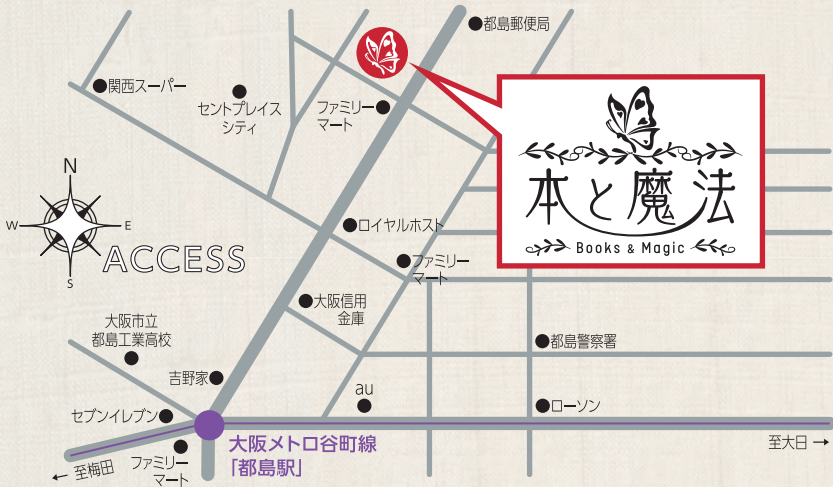 都島郵便局
関西スーパー
セントプレイス
シティ
ファミリー
マート
本と魔法
Books & Magic
N
W
E
S
ACCESS
ロイヤルホスト
ファミリー
マート
大阪信用
金庫
大阪市立
都島工業高校
都島警察署
吉野家
au
セブンイレブン
ローソン
大阪メトロ谷町線
「都島駅」
至大日→
←至梅田
ファミリー
マート